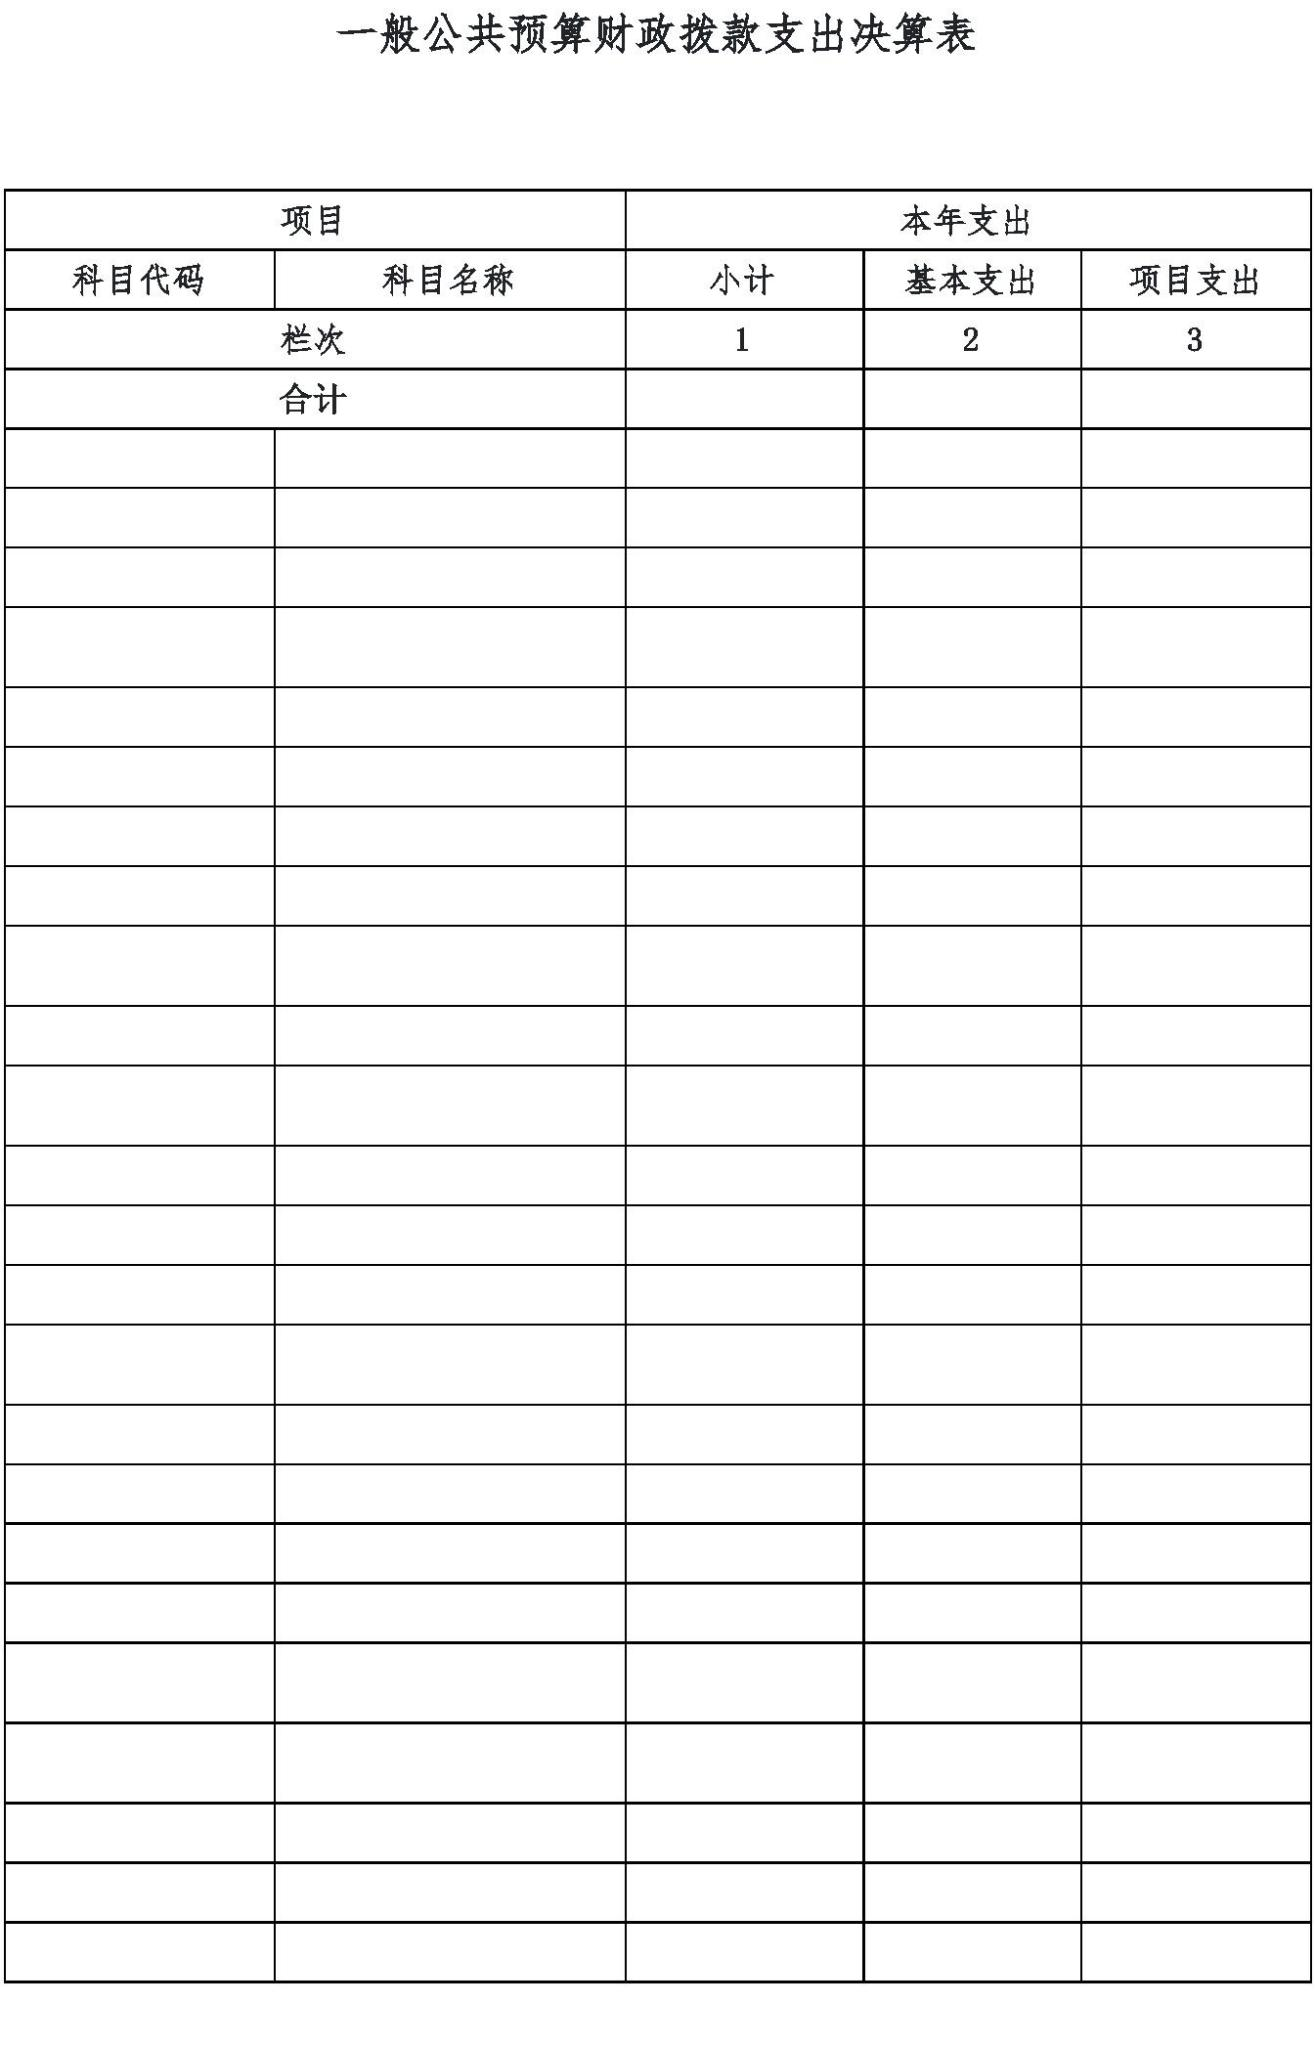 一般公共预算财政拨款支出决算表
项目 本年支出
科目代码 科目名称 小计 基本支出 项目支出
栏次 1 2 3
合计